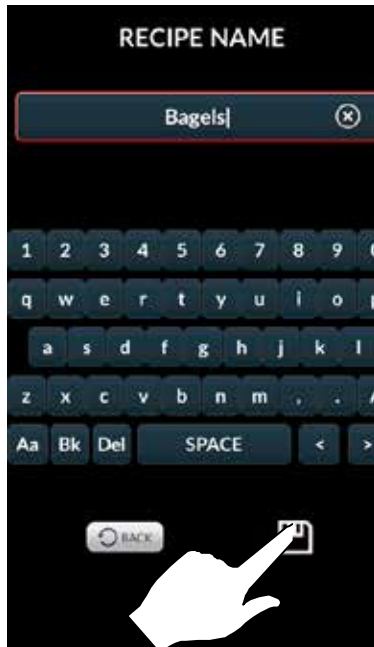 RECIPE NAME
Bagels
1 2 3 4 5 6 7 8 9
q w e r t y u i o
a s d f g h j k l
z x c v b n m , .
Aa Bk Del SPACE < >
BACK